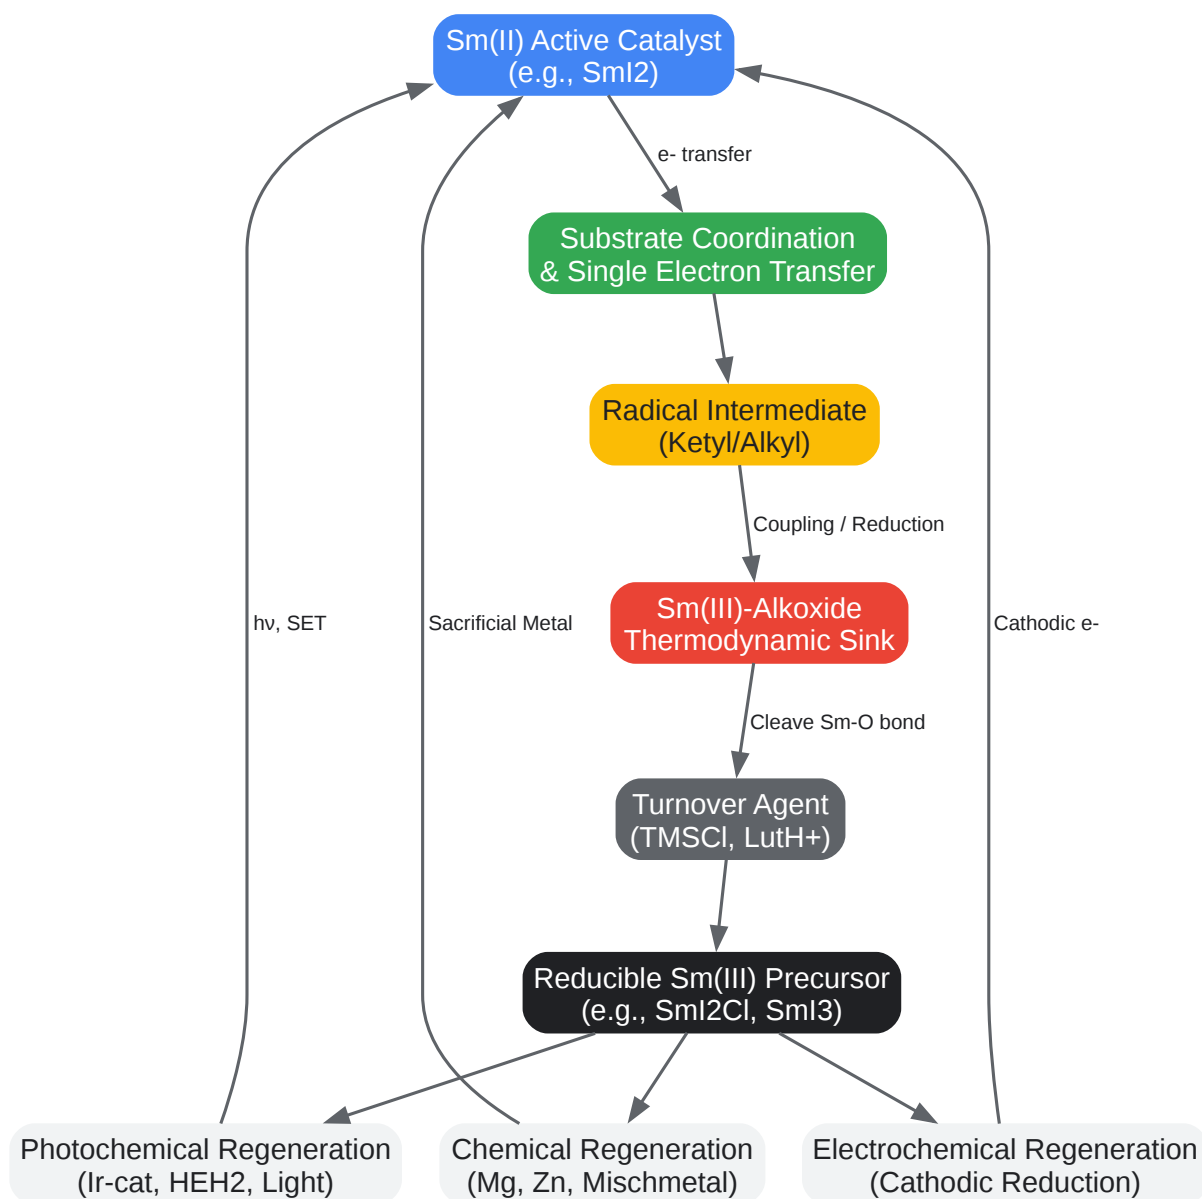 Sm(II) Active Catalyst
(e.g., SmI2)
e- transfer
Substrate Coordination
& Single Electron Transfer
Radical Intermediate
(Ketyl/Alkyl)
Coupling / Reduction
Sm(III)-Alkoxide
Thermodynamic Sink
hν, SET
Sacrificial Metal
Cathodic e-
Cleave Sm-O bond
Turnover Agent
(TMSCl, LutH+)
Reducible Sm(III) Precursor
(e.g., SmI2Cl, SmI3)
Photochemical Regeneration
(Ir-cat, HEH2, Light)
Chemical Regeneration
(Mg, Zn, Mischmetal)
Electrochemical Regeneration
(Cathodic Reduction)